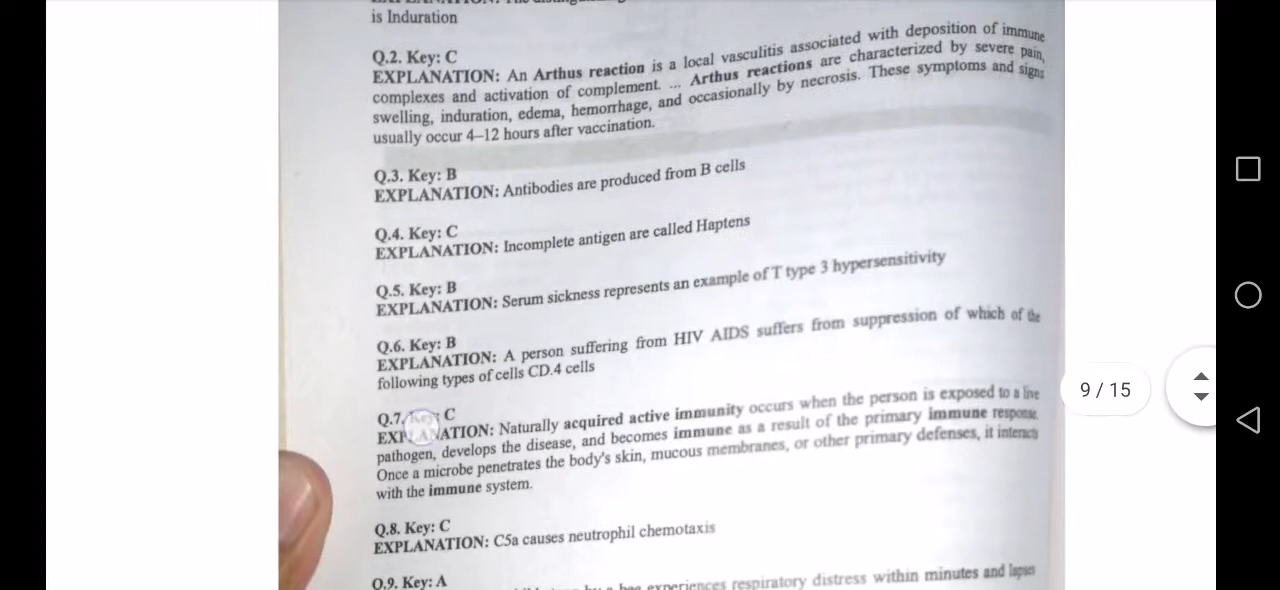 is Induration
Q.2. Key: C
EXPLANATION: An Arthus reaction is a local vasculitis associated with deposition of immune
complexes and activation of complement. ... Arthus reactions are characterized by severe pain,
swelling, induration, edema, hemorrhage, and occasionally by necrosis. These symptoms and signs
usually occur 4–12 hours after vaccination.
Q.3. Key: B
EXPLANATION: Antibodies are produced from B cells
Q.4. Key: C
EXPLANATION: Incomplete antigen are called Haptens
Q.5. Key: B
EXPLANATION: Serum sickness represents an example of T type 3 hypersensitivity
Q.6. Key: B
EXPLANATION: A person suffering from HIV AIDS suffers from suppression of which of the
following types of cells CD.4 cells
Q.7. Key: C
EXPLANATION: Naturally acquired active immunity occurs when the person is exposed to a live
pathogen, develops the disease, and becomes immune as a result of the primary immune response.
Once a microbe penetrates the body's skin, mucous membranes, or other primary defenses, it interacts
with the immune system.
Q.8. Key: C
EXPLANATION: C5a causes neutrophil chemotaxis
Q.9. Key: A
by a bee experiences respiratory distress within minutes and lapses
9 / 15